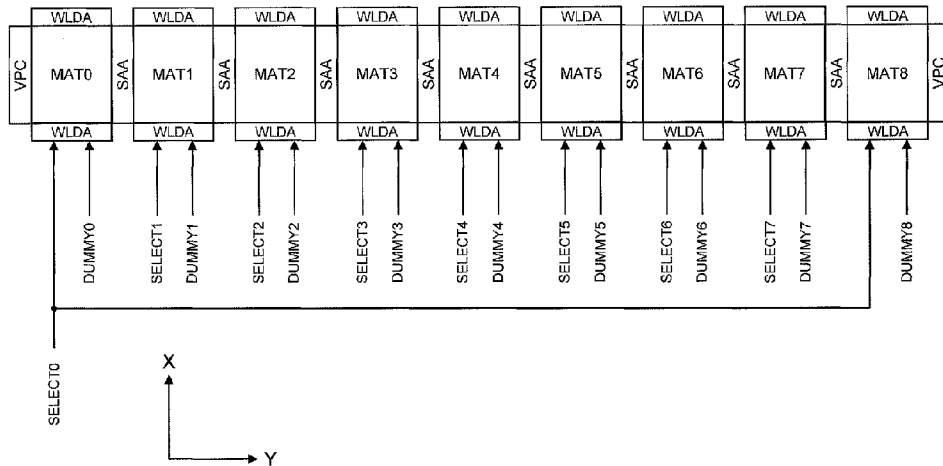 WLDA WLDA WLDA WLDA WLDA WLDA WLDA WLDA WLDA
VPC MAT0 SAA MAT1 SAA MAT2 SAA MAT3 SAA MAT4 SAA MAT5 SAA MAT6 SAA MAT7 SAA MAT8 VPC
WLDA WLDA WLDA WLDA WLDA WLDA WLDA WLDA WLDA
DUMMY0 SELECT1 DUMMY1 SELECT2 DUMMY2 SELECT3 DUMMY3 SELECT4 DUMMY4 SELECT5 DUMMY5 SELECT6 DUMMY6 SELECT7 DUMMY7 DUMMY8
SELECT0
X
Y